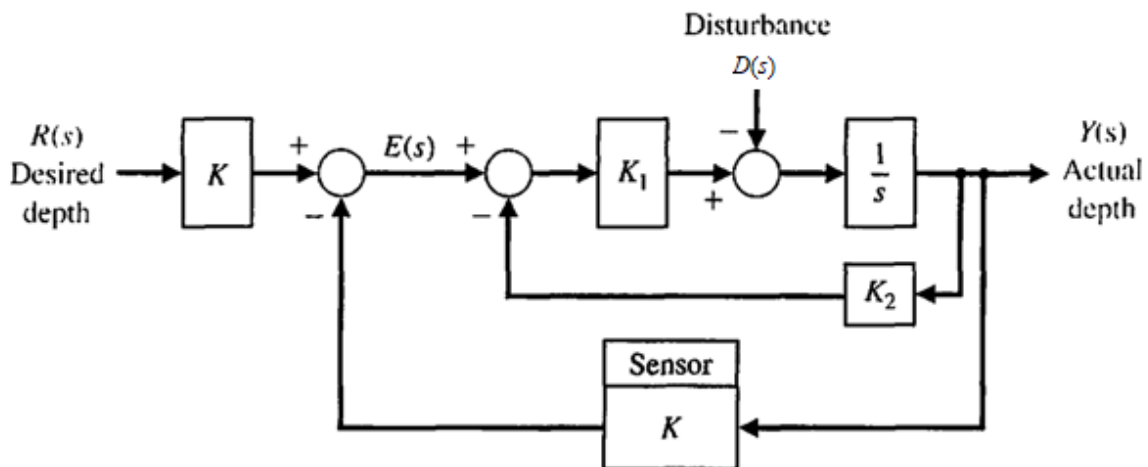 Disturbance
D(s)
R(s)
Desired
depth
K
+
−
E(s)
+
−
K1
−
+
1
s
Y(s)
Actual
depth
K2
Sensor
K